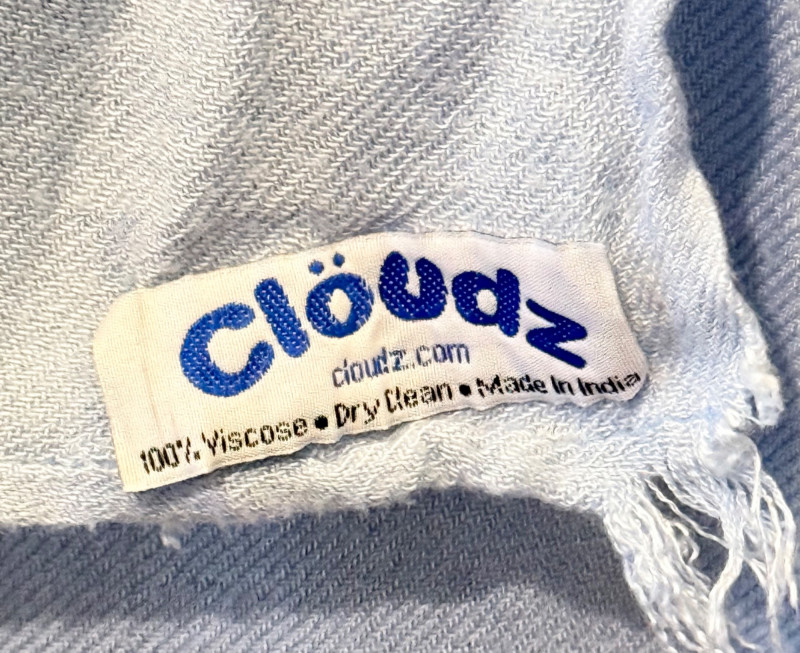 Clöudz
cloudz.com
100% Viscose • Dry Clean • Made In India